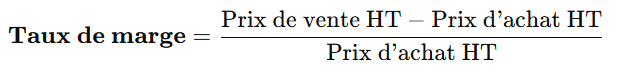 Taux de marge = Prix de vente HT − Prix d'achat HT
Prix d'achat HT